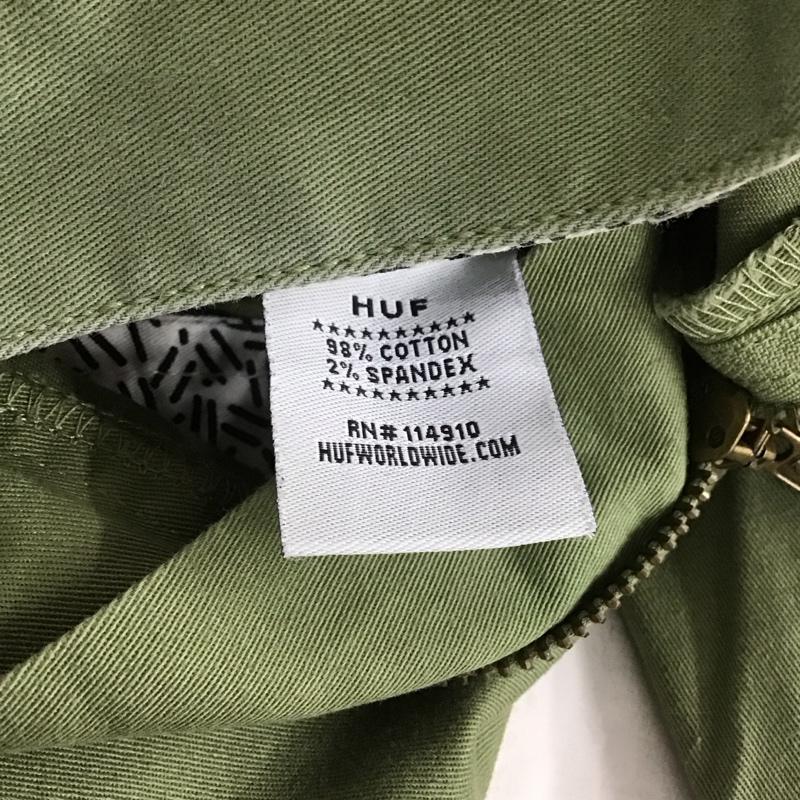 HUF
★★★★★★★★★★
98% COTTON
2% SPANDEX
★★★★★★★★★★
RN# 114910
HUFWORLDWIDE.COM